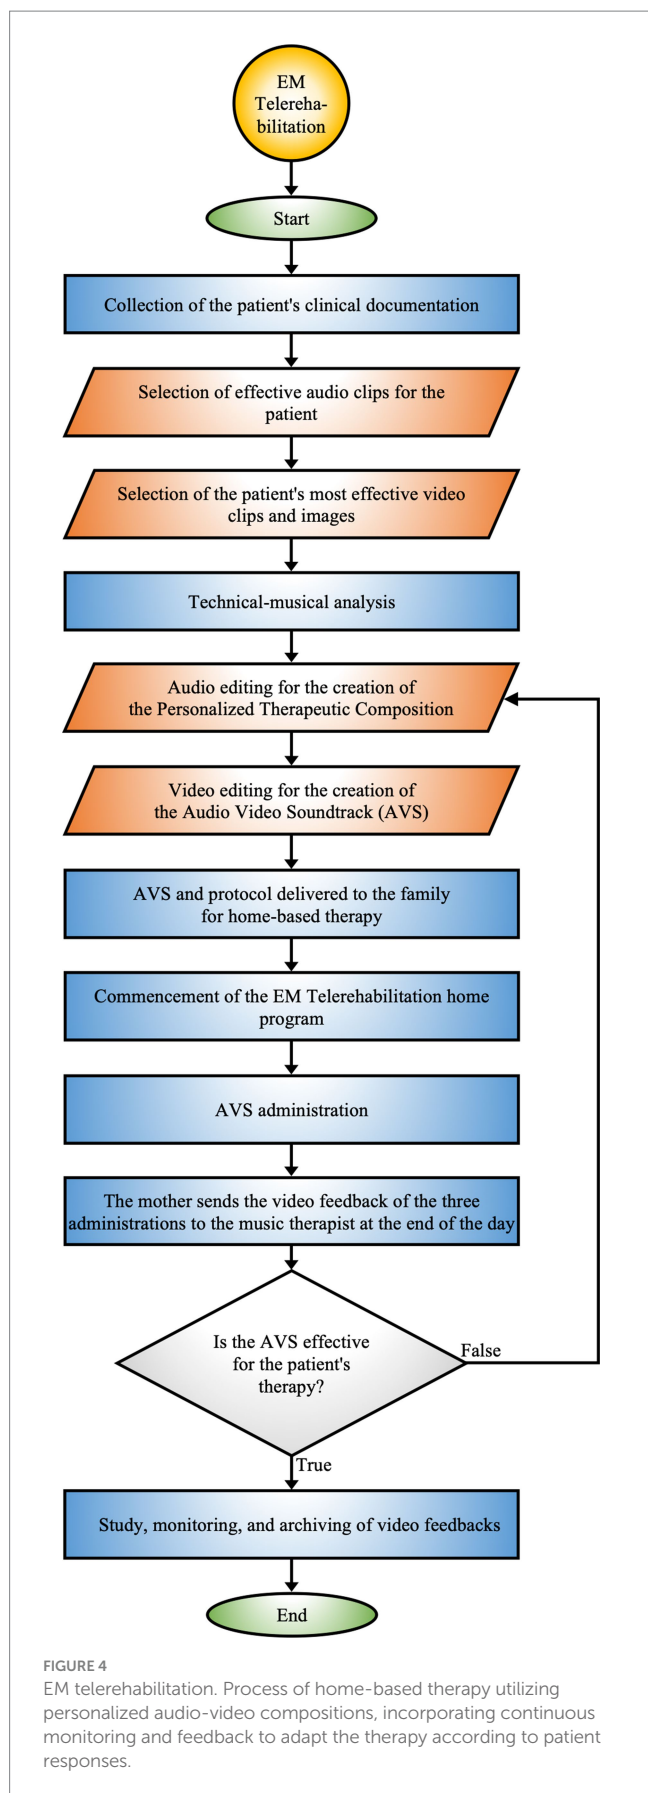 EM
Telereha-
bilitation
Start
Collection of the patient's clinical documentation
Selection of effective audio clips for the
patient
Selection of the patient's most effective video
clips and images
Technical-musical analysis
Audio editing for the creation of
the Personalized Therapeutic Composition
Video editing for the creation of
the Audio Video Soundtrack (AVS)
AVS and protocol delivered to the family
for home-based therapy
Commencement of the EM Telerehabilitation home
program
AVS administration
The mother sends the video feedback of the three
administrations to the music therapist at the end of the day
Is the AVS effective
for the patient's
therapy?
False
True
Study, monitoring, and archiving of video feedbacks
End
FIGURE 4
EM telerehabilitation. Process of home-based therapy utilizing
personalized audio-video compositions, incorporating continuous
monitoring and feedback to adapt the therapy according to patient
responses.